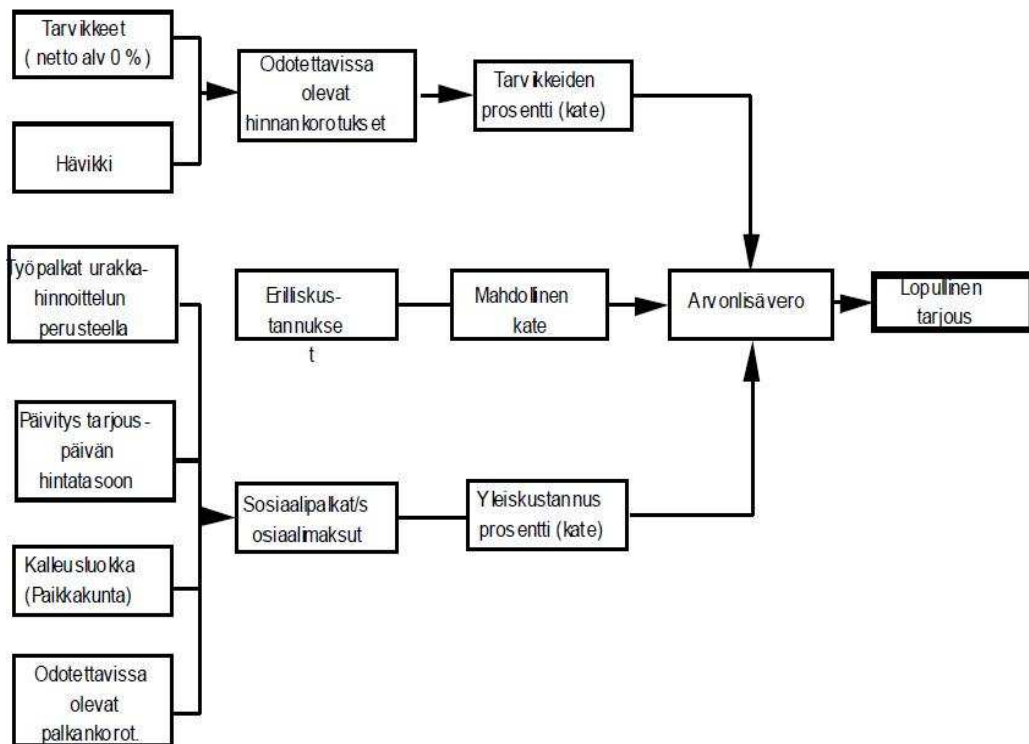 Tarvikkeet
( netto alv 0 % )
Hävikki
Odotettavissa
olevat
hinnankorotukset
Tarvikkeiden
prosentti (kate)
Työpalkat urakka-
hinnoittelun
perusteella
Erilliskus-
tannukse
t
Mahdollinen
kate
Arvonlisävero
Lopullinen
tarjous
Päivitys tarjous-
päivän
hintatasoon
Sosiaalipalkat/s
osiaalimaksut
Yleiskustannus
prosentti (kate)
Kalleusluokka
(Paikkakunta)
Odotettavissa
olevat
palkankorot.